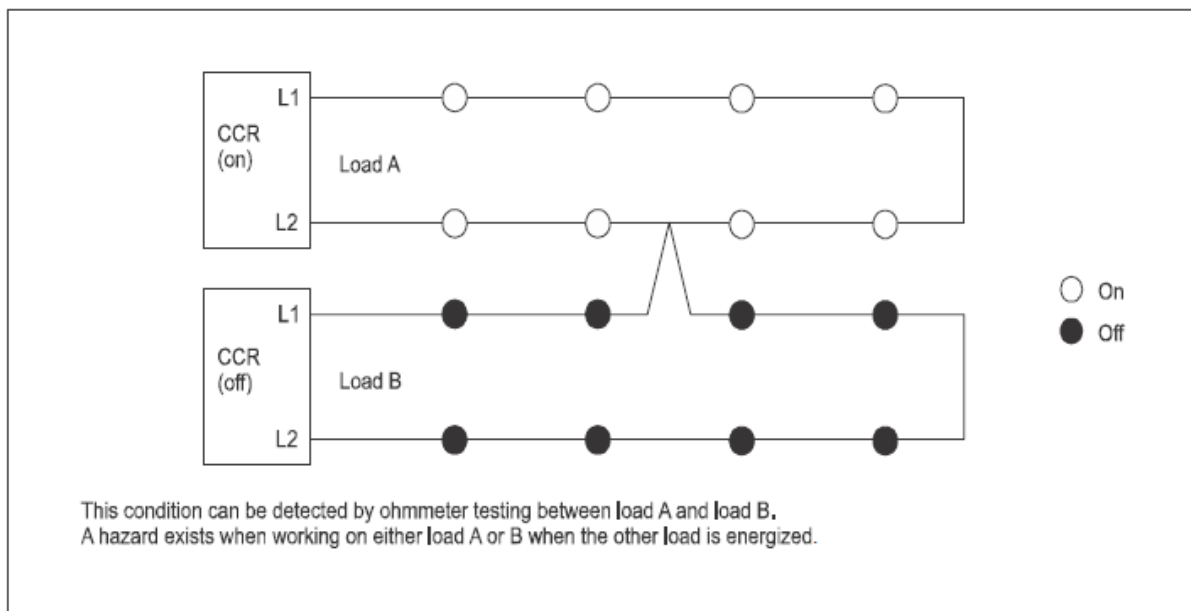 L1
CCR
(on)
Load A
L2
L1
CCR
(off)
Load B
L2
On
Off
This condition can be detected by ohmmeter testing between load A and load B.
A hazard exists when working on either load A or B when the other load is energized.